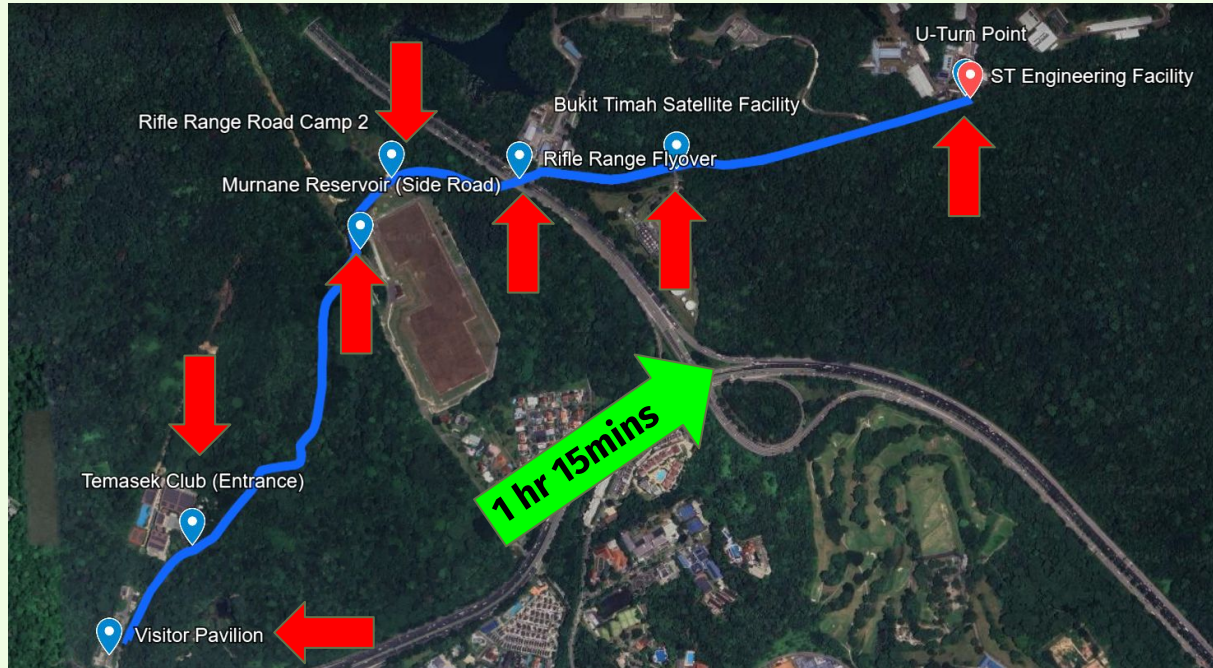 U-Turn Point
ST Engineering Facility
Bukit Timah Satellite Facility
Rifle Range Road Camp 2
Rifle Range Flyover
Murnane Reservoir (Side Road)
1 hr 15mins
Temasek Club (Entrance)
Visitor Pavilion